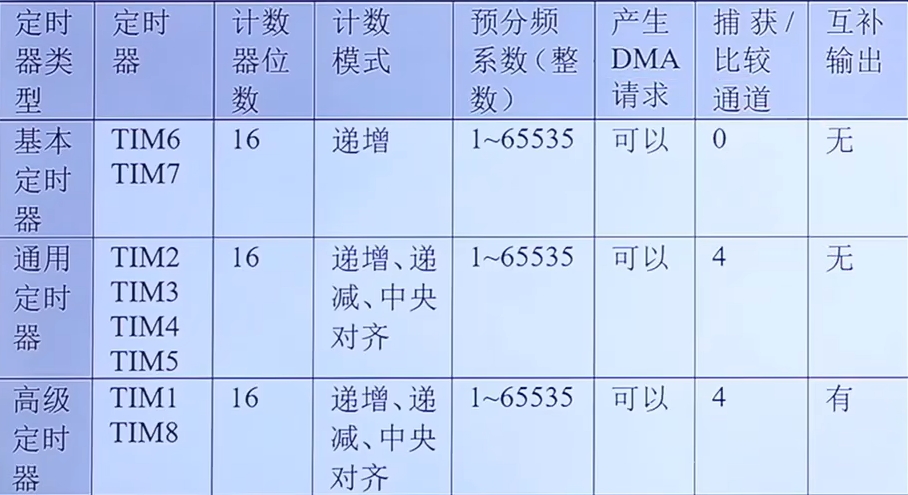 定时器类型 定时器 计数器位数 计数模式 预分频系数（整数） 产生DMA请求 捕获/比较通道 互补输出
基本定时器 TIM6 TIM7 16 递增 1~65535 可以 0 无
通用定时器 TIM2 TIM3 TIM4 TIM5 16 递增、递减、中央对齐 1~65535 可以 4 无
高级定时器 TIM1 TIM8 16 递增、递减、中央对齐 1~65535 可以 4 有